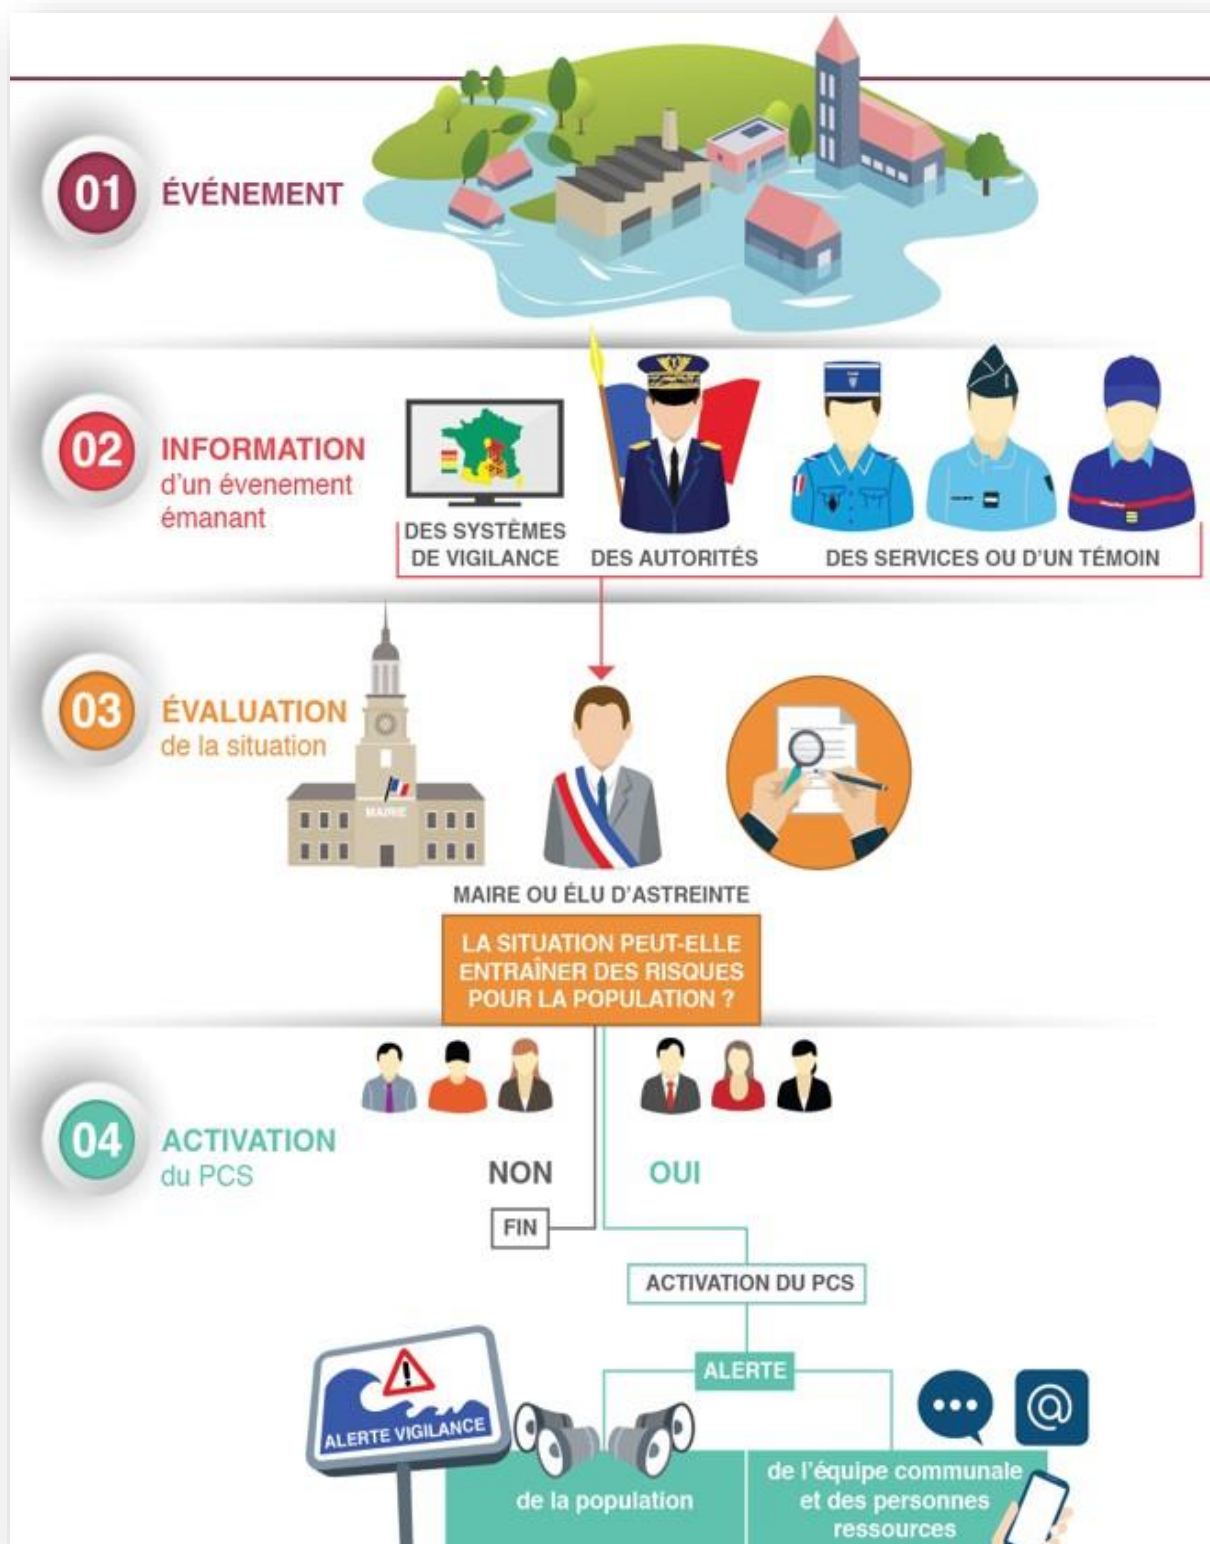 01
ÉVÉNEMENT
02
INFORMATION
d'un évenement
émanant
DES SYSTÈMES
DE VIGILANCE
DES AUTORITÉS
DES SERVICES OU D'UN TÉMOIN
03
ÉVALUATION
de la situation
MAIRIE
MAIRE OU ÉLU D'ASTREINTE
LA SITUATION PEUT-ELLE
ENTRAÎNER DES RISQUES
POUR LA POPULATION ?
04
ACTIVATION
du PCS
NON
OUI
FIN
ACTIVATION DU PCS
ALERTE
ALERTE VIGILANCE
@
de la population
de l'équipe communale
et des personnes
ressources